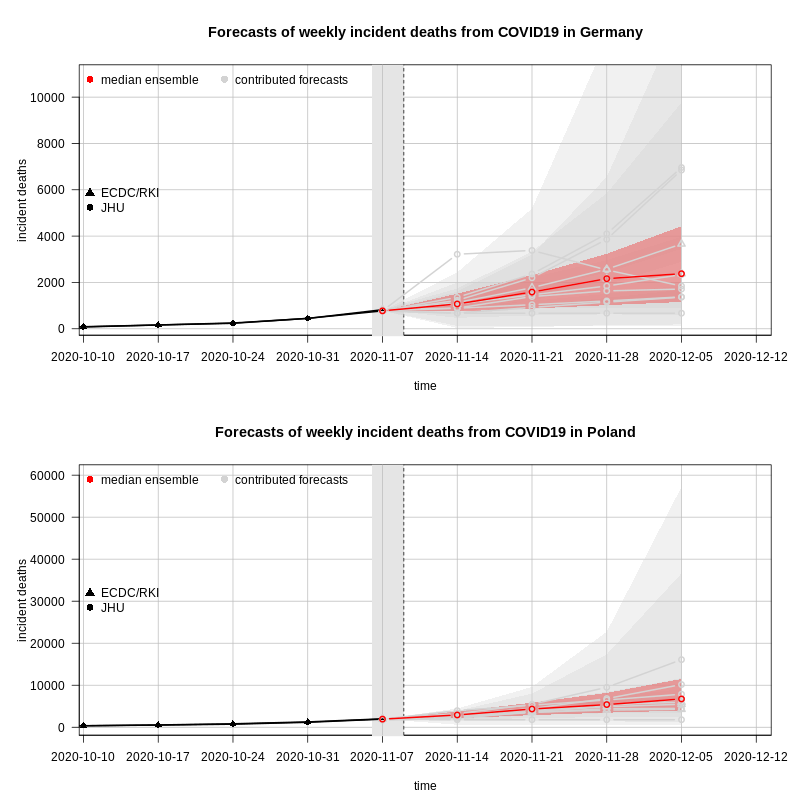 Forecasts of weekly incident deaths from COVID19 in Germany
median ensemble contributed forecasts
10000
8000
6000
4000
2000
0
incident deaths
ECDC/RKI
JHU
2020-10-10 2020-10-17 2020-10-24 2020-10-31 2020-11-07 2020-11-14 2020-11-21 2020-11-28 2020-12-05 2020-12-12
time
Forecasts of weekly incident deaths from COVID19 in Poland
median ensemble contributed forecasts
60000
50000
40000
30000
20000
10000
0
incident deaths
ECDC/RKI
JHU
2020-10-10 2020-10-17 2020-10-24 2020-10-31 2020-11-07 2020-11-14 2020-11-21 2020-11-28 2020-12-05 2020-12-12
time